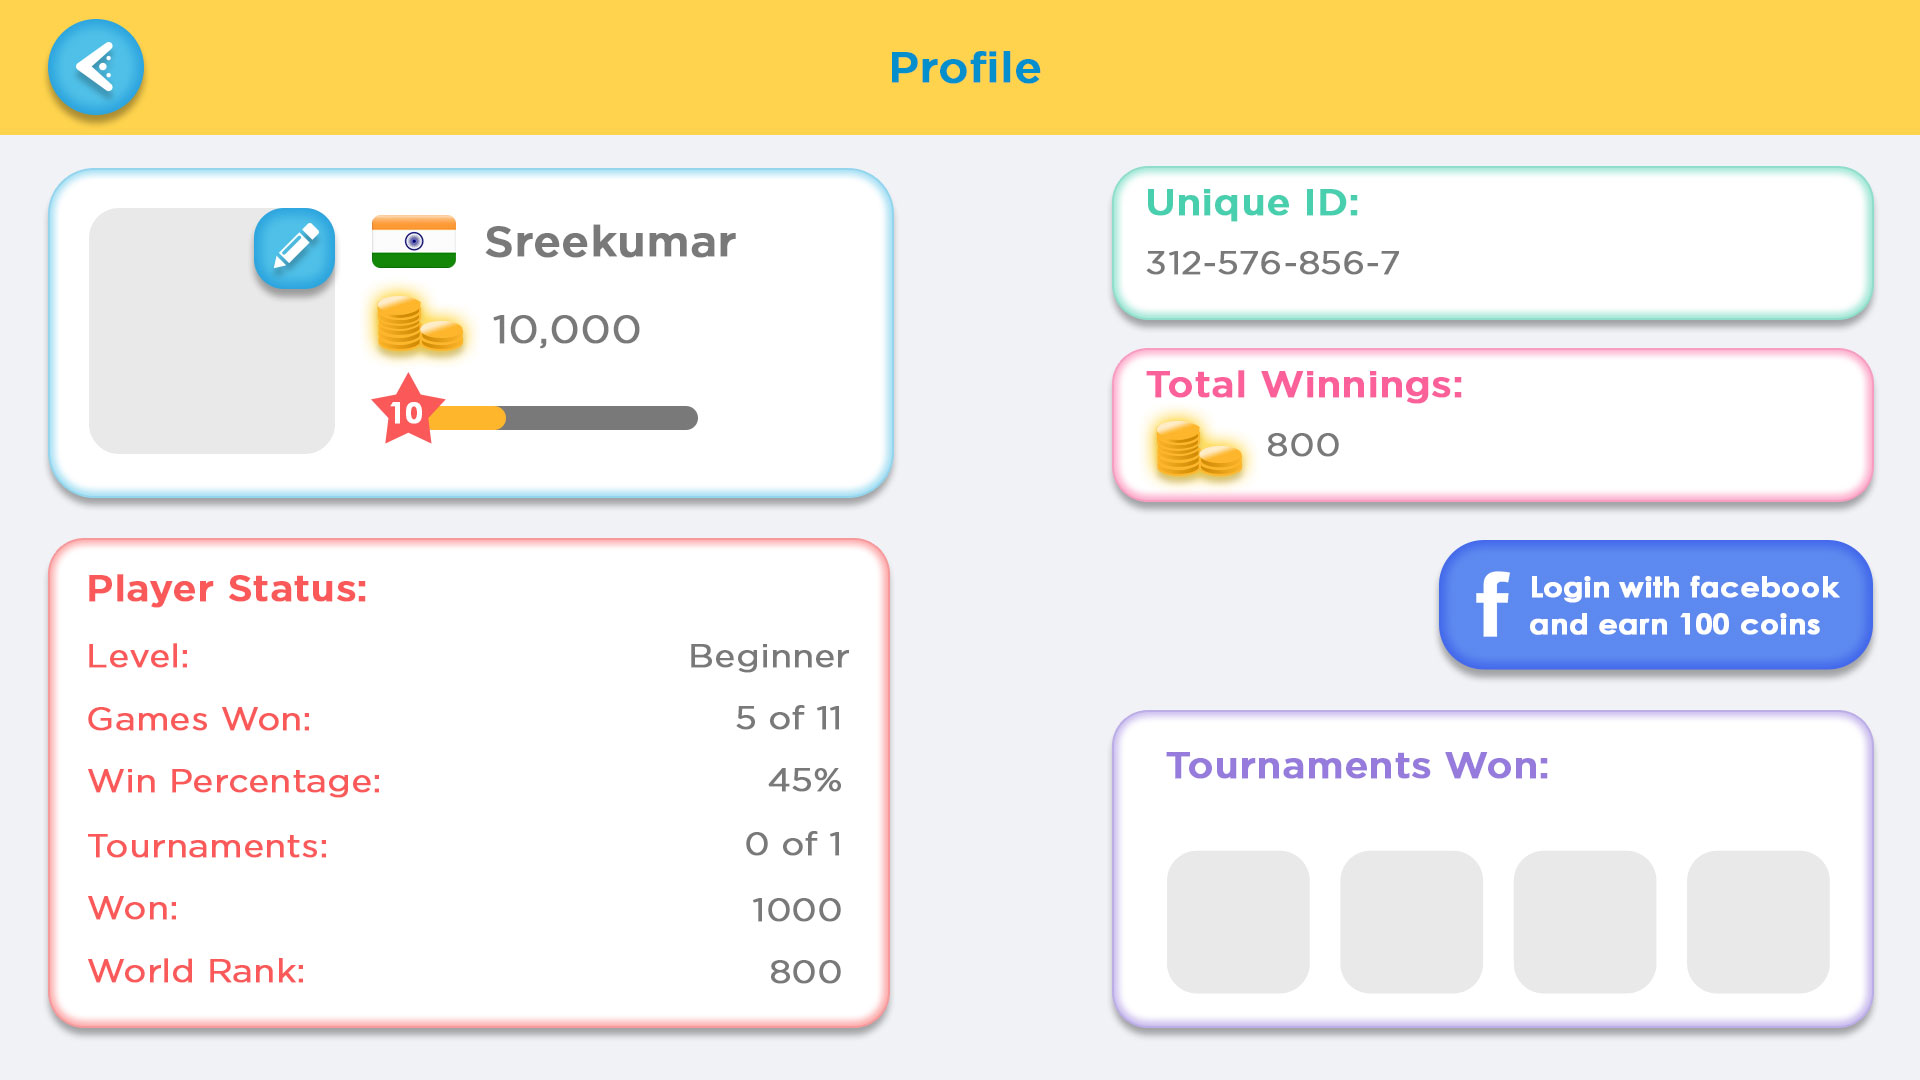 Profile
Sreekumar
10,000
10
Unique ID:
312-576-856-7
Total Winnings:
800
Player Status:
Level: Beginner
Games Won: 5 of 11
Win Percentage: 45%
Tournaments: 0 of 1
Won: 1000
World Rank: 800
f
Login with facebook
and earn 100 coins
Tournaments Won: